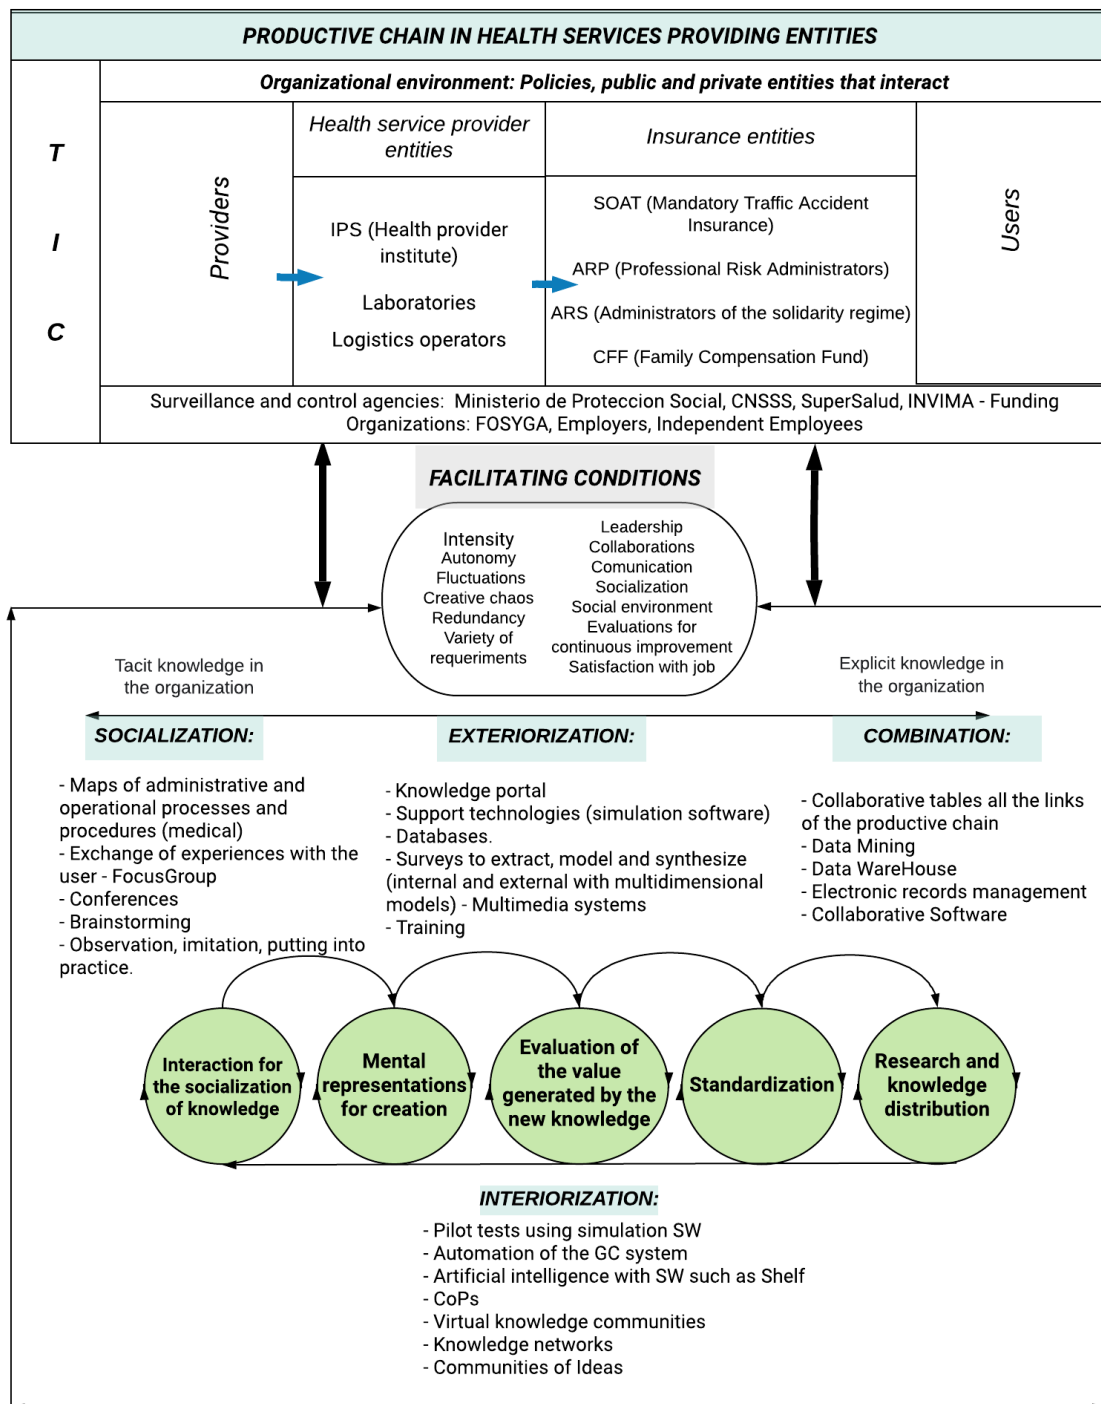 PRODUCTIVE CHAIN IN HEALTH SERVICES PROVIDING ENTITIES
Organizational environment: Policies, public and private entities that interact
T
I
C
Providers
Health service provider
entities
IPS (Health provider
institute)
Laboratories
Logistics operators
Insurance entities
SOAT (Mandatory Traffic Accident
Insurance)
ARP (Professional Risk Administrators)
ARS (Administrators of the solidarity regime)
CFF (Family Compensation Fund)
Users
Surveillance and control agencies: Ministerio de Proteccion Social, CNSSS, SuperSalud, INVIMA - Funding
Organizations: FOSYGA, Employers, Independent Employees
FACILITATING CONDITIONS
Intensity
Autonomy
Fluctuations
Creative chaos
Redundancy
Variety of
requeriments
Leadership
Collaborations
Comunication
Socialization
Social environment
Evaluations for
continuous improvement
Satisfaction with job
Tacit knowledge in
the organization
Explicit knowledge in
the organization
SOCIALIZATION:
- Maps of administrative and
operational processes and
procedures (medical)
- Exchange of experiences with the
user - FocusGroup
- Conferences
- Brainstorming
- Observation, imitation, putting into
practice.
EXTERIORIZATION:
- Knowledge portal
- Support technologies (simulation software)
- Databases.
- Surveys to extract, model and synthesize
(internal and external with multidimensional
models) - Multimedia systems
- Training
COMBINATION:
- Collaborative tables all the links
of the productive chain
- Data Mining
- Data WareHouse
- Electronic records management
- Collaborative Software
Interaction for
the socialization
of knowledge
Mental
representations
for creation
Evaluation of
the value
generated by the
new knowledge
Standardization
Research and
knowledge
distribution
INTERIORIZATION:
- Pilot tests using simulation SW
- Automation of the GC system
- Artificial intelligence with SW such as Shelf
- CoPs
- Virtual knowledge communities
- Knowledge networks
- Communities of Ideas